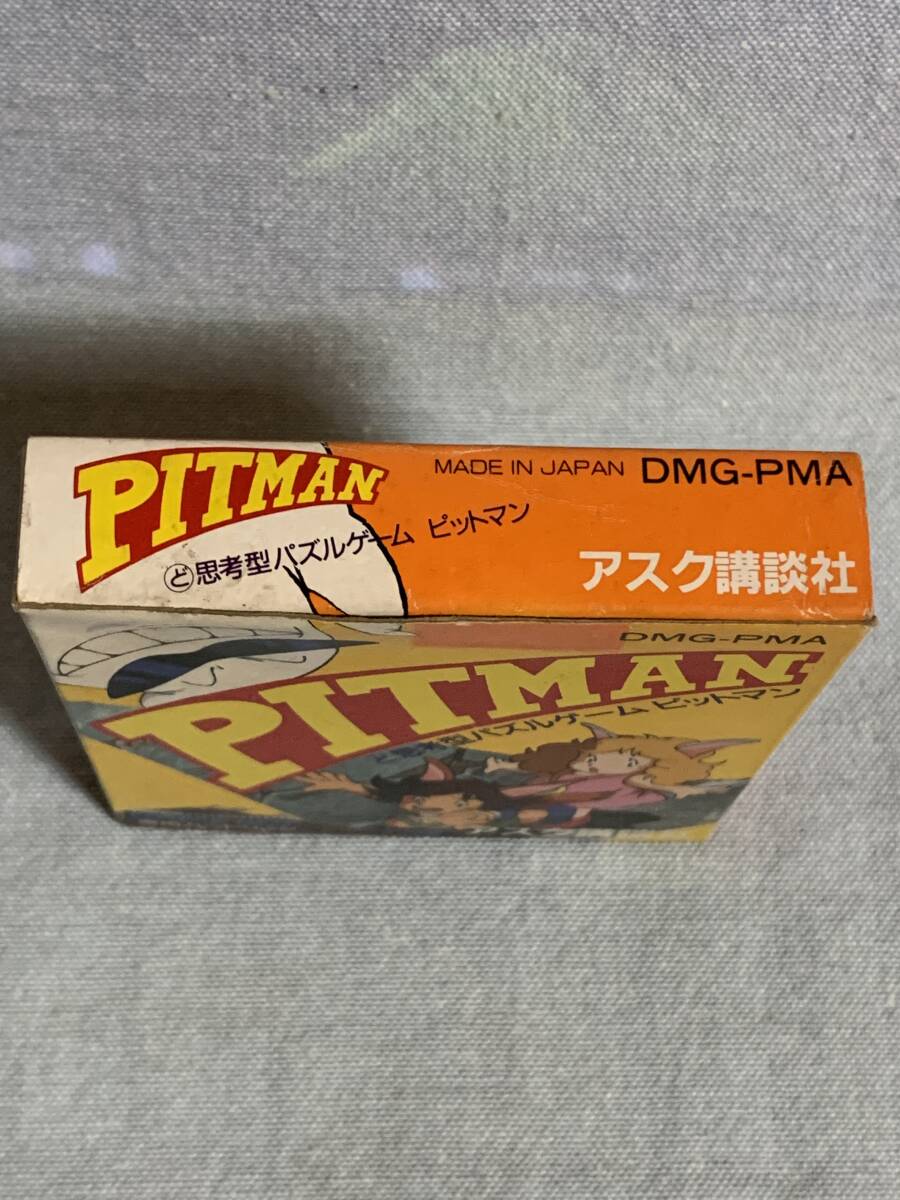 PITMAN
MADE IN JAPAN DMG-PMA
ど思考型パズルゲーム ピットマン
アスク講談社
DMG-PMA
PITMAN
ど思考型パズルゲーム ピットマン